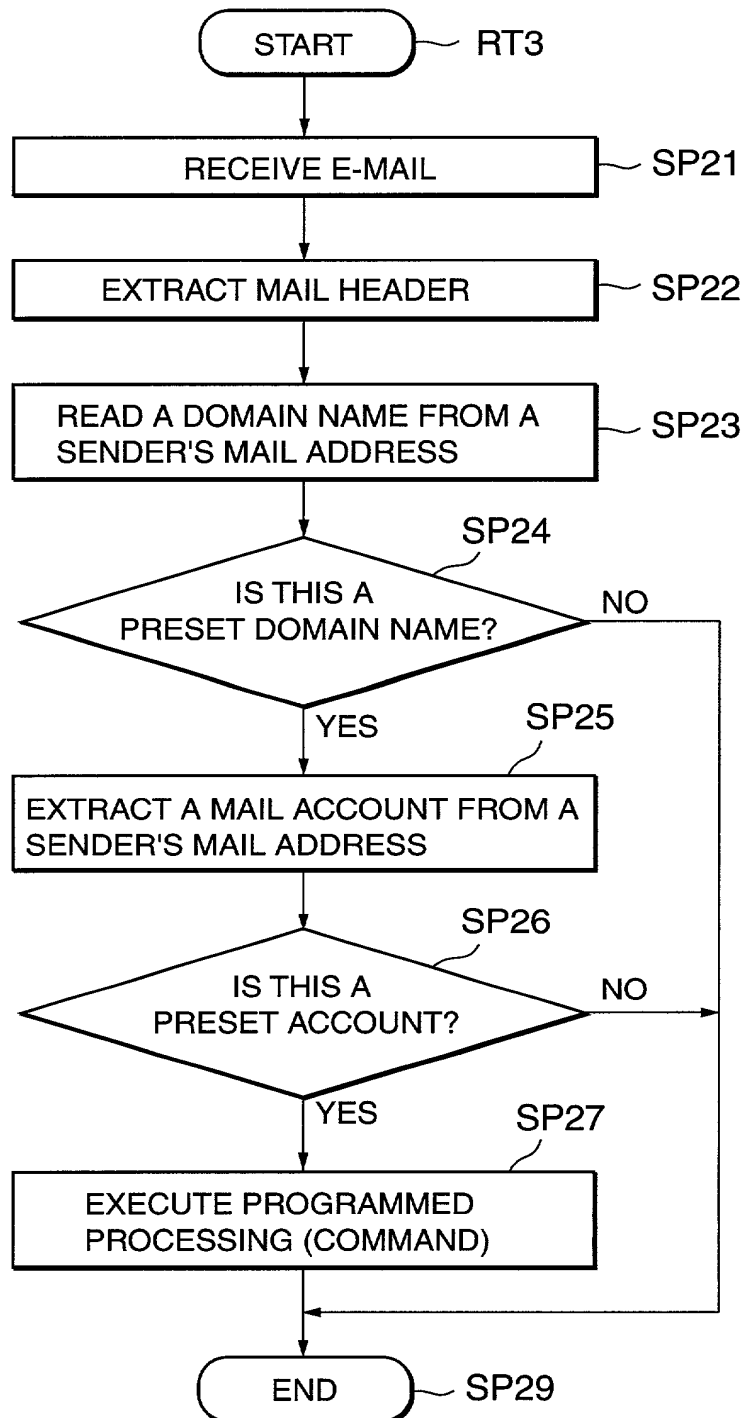 START
RT3
RECEIVE E-MAIL
SP21
EXTRACT MAIL HEADER
SP22
READ A DOMAIN NAME FROM A
SENDER'S MAIL ADDRESS
SP23
SP24
IS THIS A
PRESET DOMAIN NAME?
NO
YES
SP25
EXTRACT A MAIL ACCOUNT FROM A
SENDER'S MAIL ADDRESS
SP26
IS THIS A
PRESET ACCOUNT?
NO
YES
SP27
EXECUTE PROGRAMMED
PROCESSING (COMMAND)
END
SP29